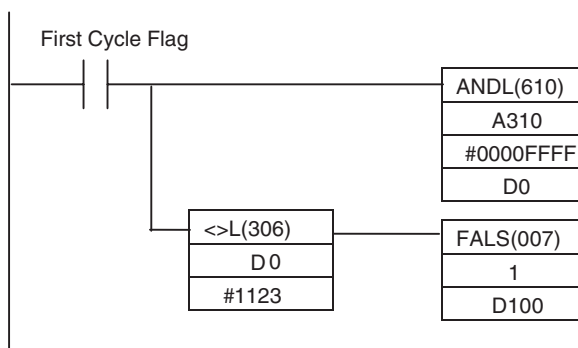 First Cycle Flag
ANDL(610)
A310
#0000FFFF
D0
<>L(306)
D 0
#1123
FALS(007)
1
D100